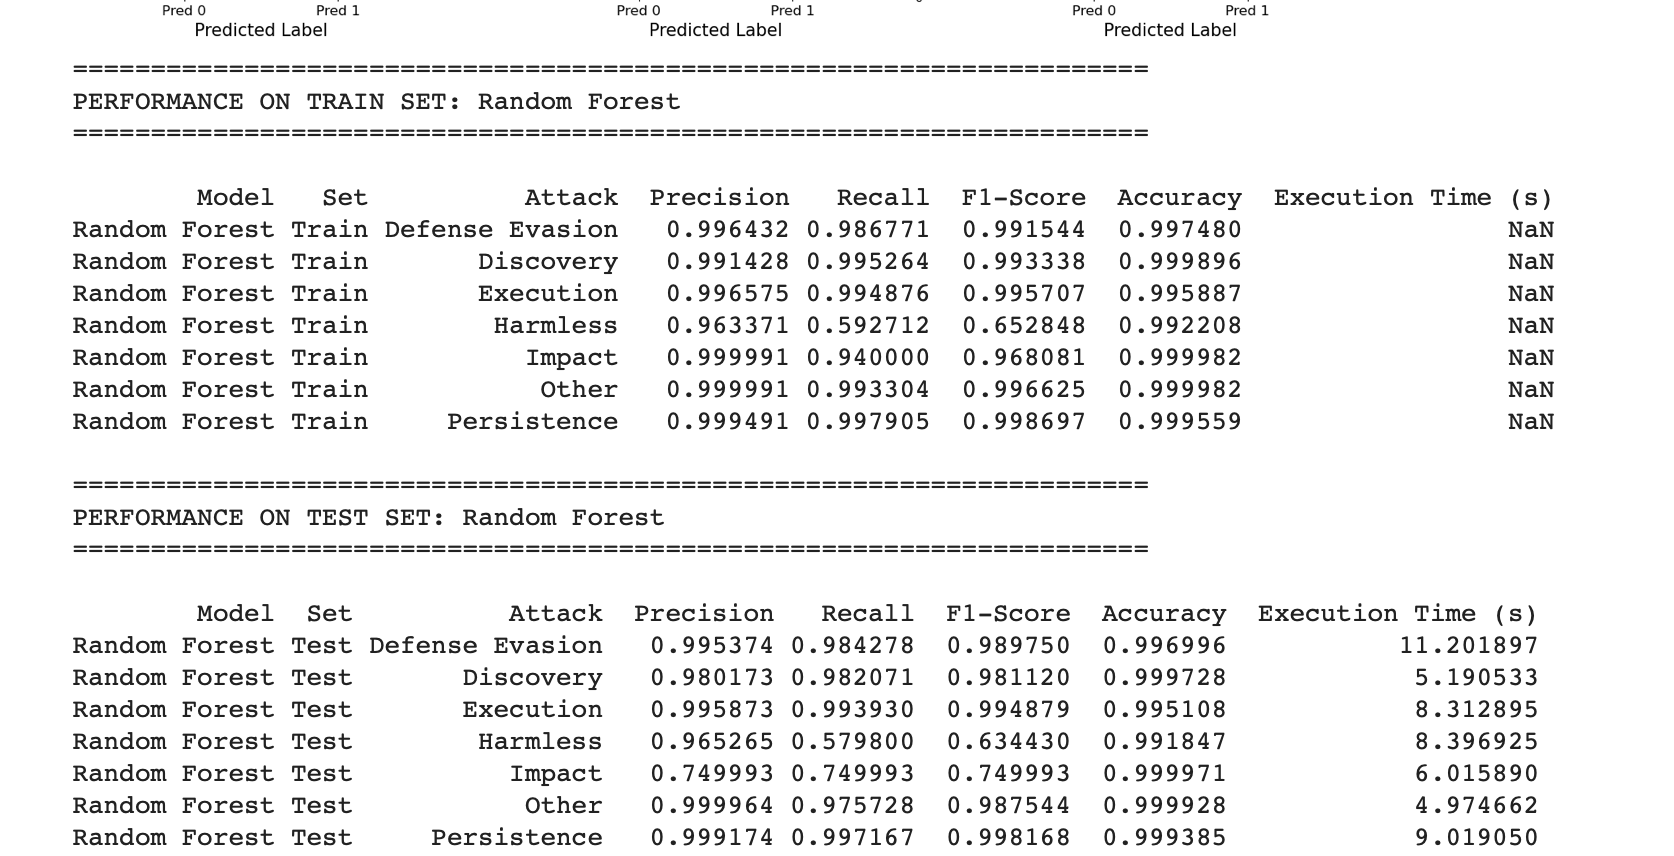 Pred 0 Pred 1 Pred 0 Pred 1 Pred 0 Pred 1
Predicted Label Predicted Label Predicted Label
=====================================================================
PERFORMANCE ON TRAIN SET: Random Forest
=====================================================================
Model Set Attack Precision Recall F1-Score Accuracy Execution Time (s)
Random Forest Train Defense Evasion 0.996432 0.986771 0.991544 0.997480 NaN
Random Forest Train Discovery 0.991428 0.995264 0.993338 0.999896 NaN
Random Forest Train Execution 0.996575 0.994876 0.995707 0.995887 NaN
Random Forest Train Harmless 0.963371 0.592712 0.652848 0.992208 NaN
Random Forest Train Impact 0.999991 0.940000 0.968081 0.999982 NaN
Random Forest Train Other 0.999991 0.993304 0.996625 0.999982 NaN
Random Forest Train Persistence 0.999491 0.997905 0.998697 0.999559 NaN
=====================================================================
PERFORMANCE ON TEST SET: Random Forest
=====================================================================
Model Set Attack Precision Recall F1-Score Accuracy Execution Time (s)
Random Forest Test Defense Evasion 0.995374 0.984278 0.989750 0.996996 11.201897
Random Forest Test Discovery 0.980173 0.982071 0.981120 0.999728 5.190533
Random Forest Test Execution 0.995873 0.993930 0.994879 0.995108 8.312895
Random Forest Test Harmless 0.965265 0.579800 0.634430 0.991847 8.396925
Random Forest Test Impact 0.749993 0.749993 0.749993 0.999971 6.015890
Random Forest Test Other 0.999964 0.975728 0.987544 0.999928 4.974662
Random Forest Test Persistence 0.999174 0.997167 0.998168 0.999385 9.019050